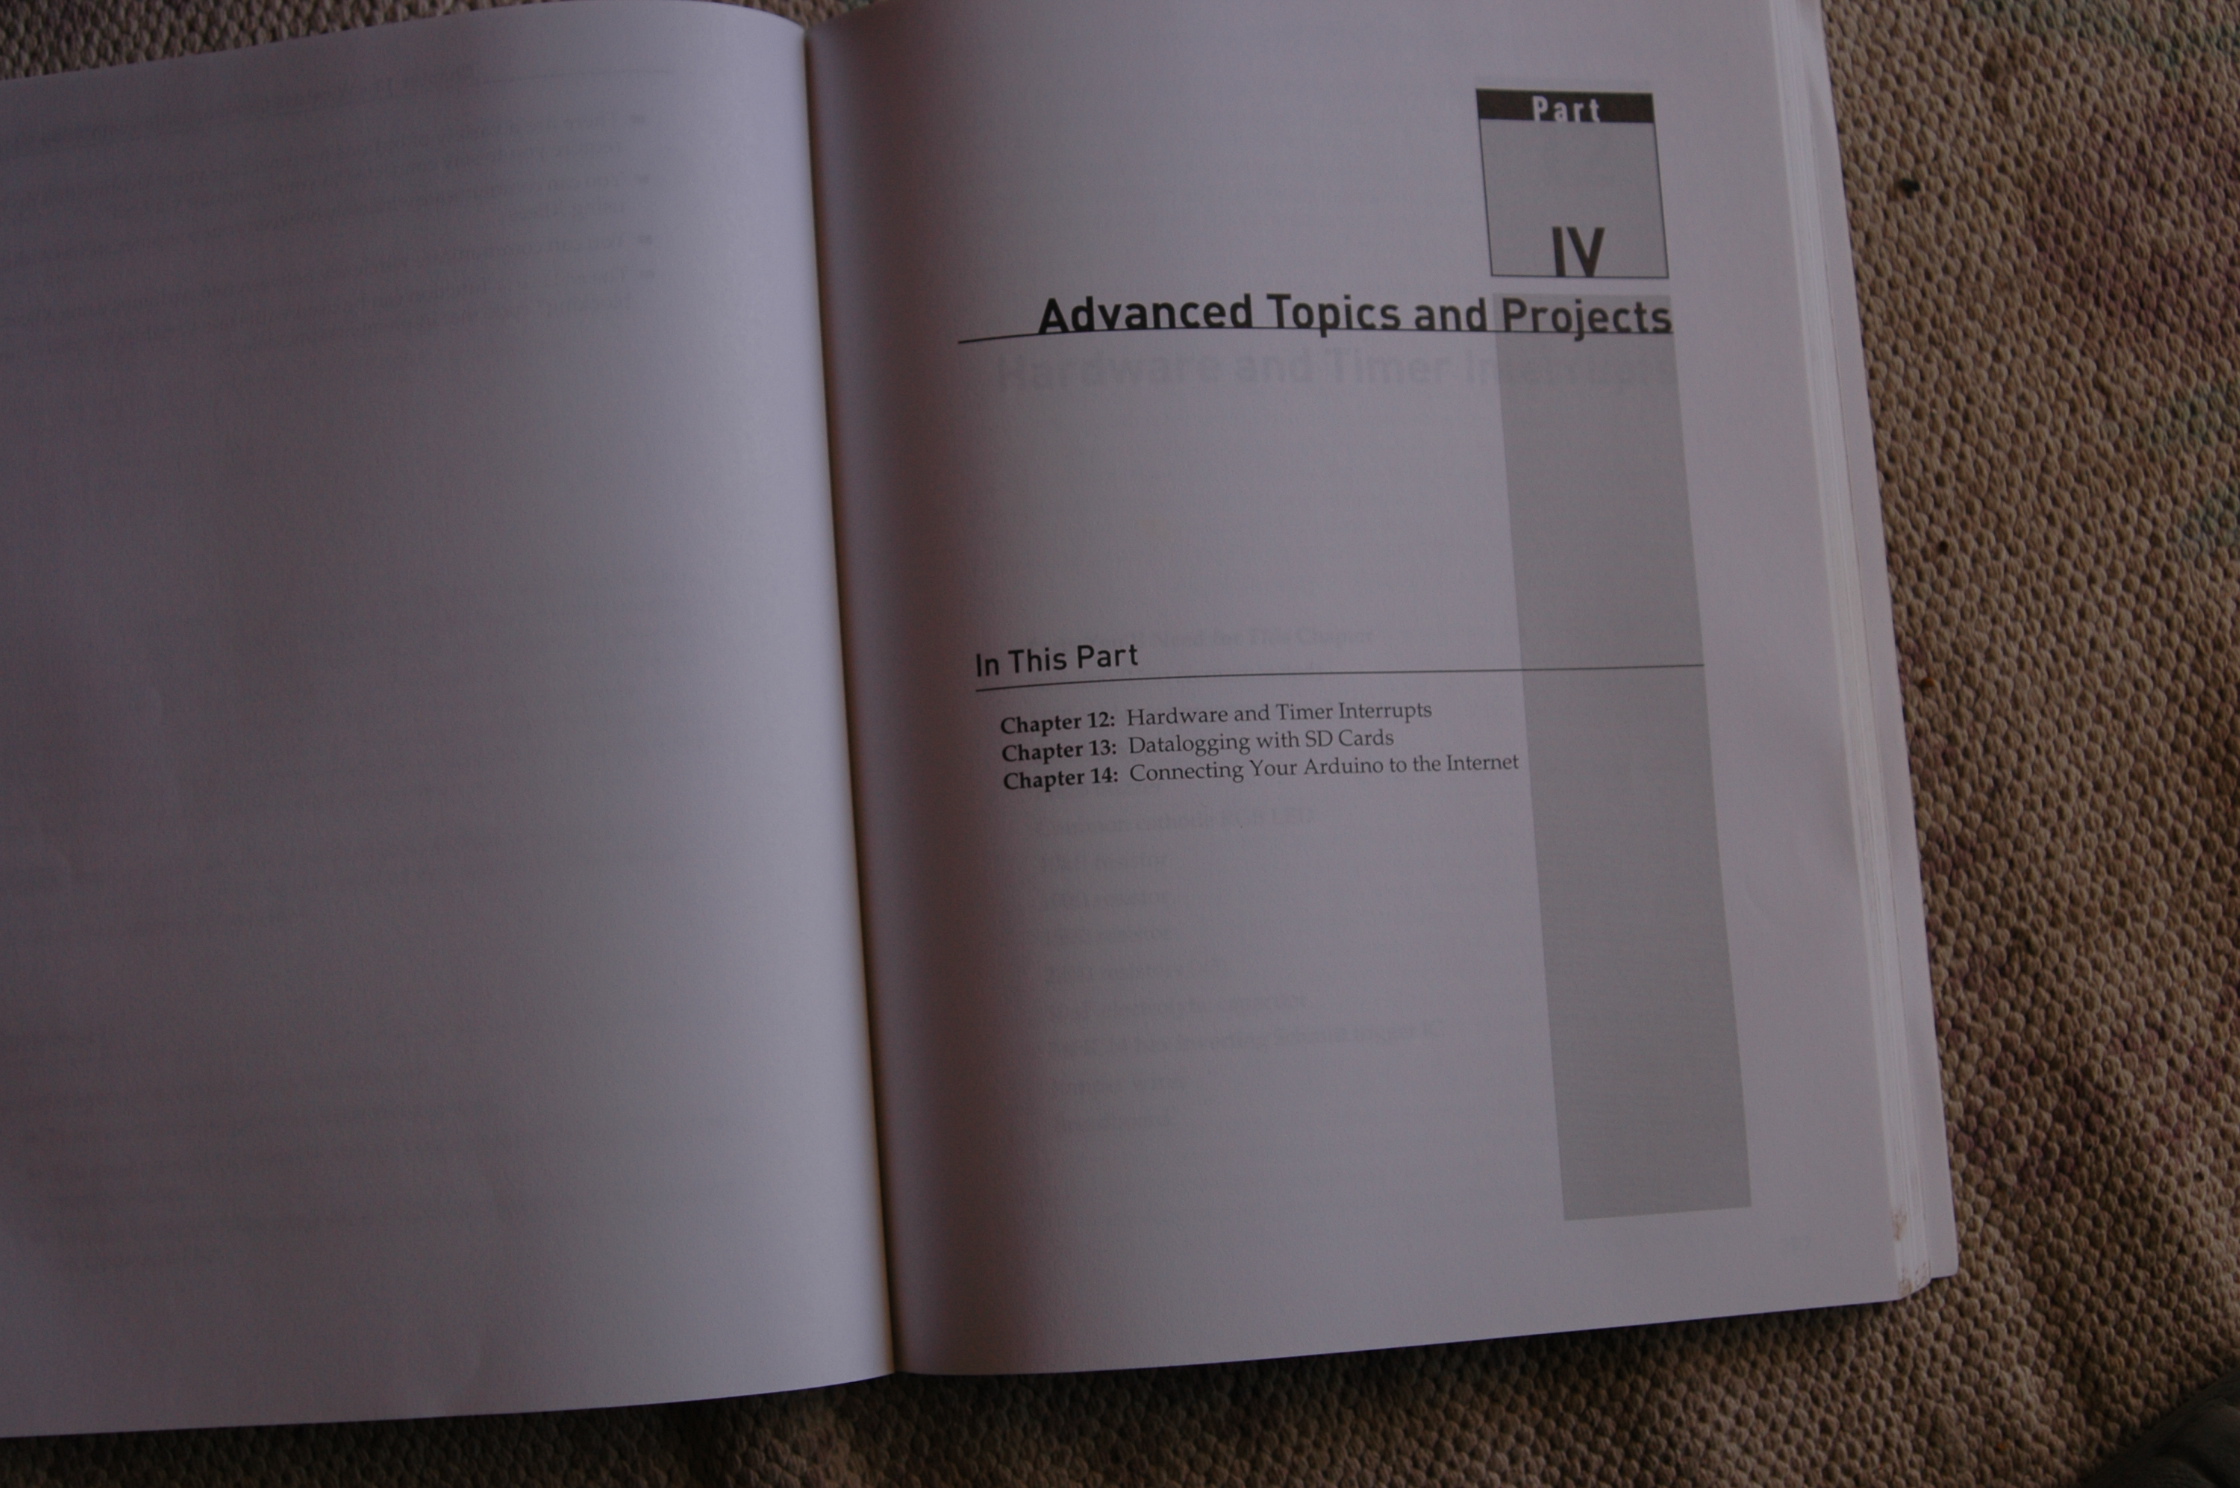 Part
IV
Advanced Topics and Projects
In This Part
Chapter 12: Hardware and Timer Interrupts
Chapter 13: Datalogging with SD Cards
Chapter 14: Connecting Your Arduino to the Internet